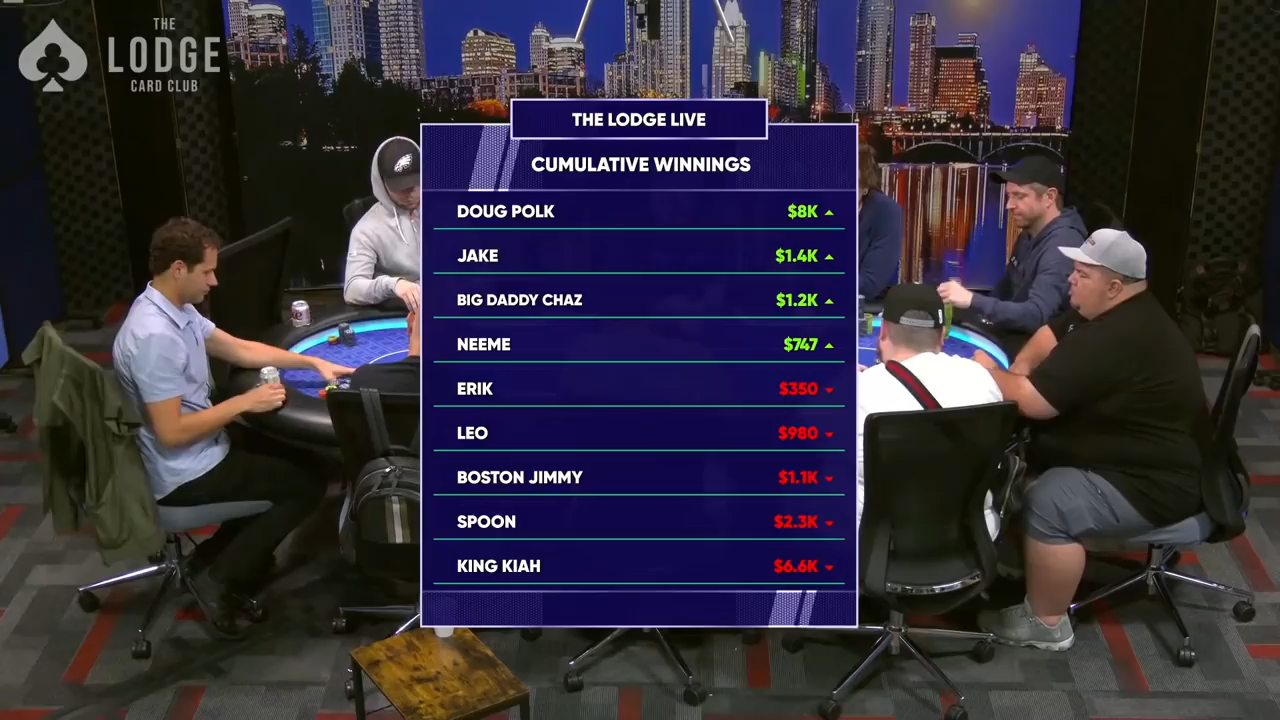 THE
LODGE
CARD CLUB
THE LODGE LIVE
CUMULATIVE WINNINGS
DOUG POLK $8K
JAKE $1.4K
BIG DADDY CHAZ $1.2K
NEEME $747
ERIK $350
LEO $980
BOSTON JIMMY $1.1K
SPOON $2.3K
KING KIAH $6.6K